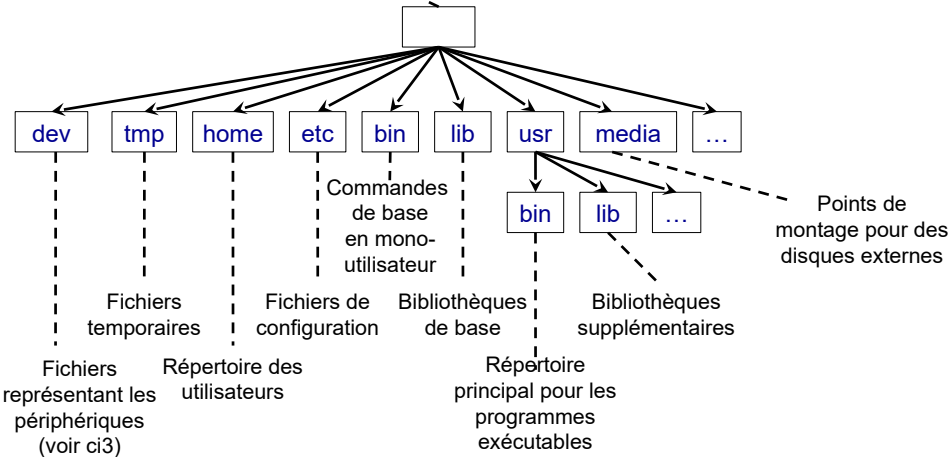 dev tmp home etc bin lib usr media …
bin lib …
Commandes
de base
en mono-
utilisateur
Points de
montage pour des
disques externes
Fichiers
temporaires
Fichiers de
configuration
Bibliothèques
de base
Bibliothèques
supplémentaires
Fichiers
représentant les
périphériques
(voir ci3)
Répertoire des
utilisateurs
Répertoire
principal pour les
programmes
exécutables